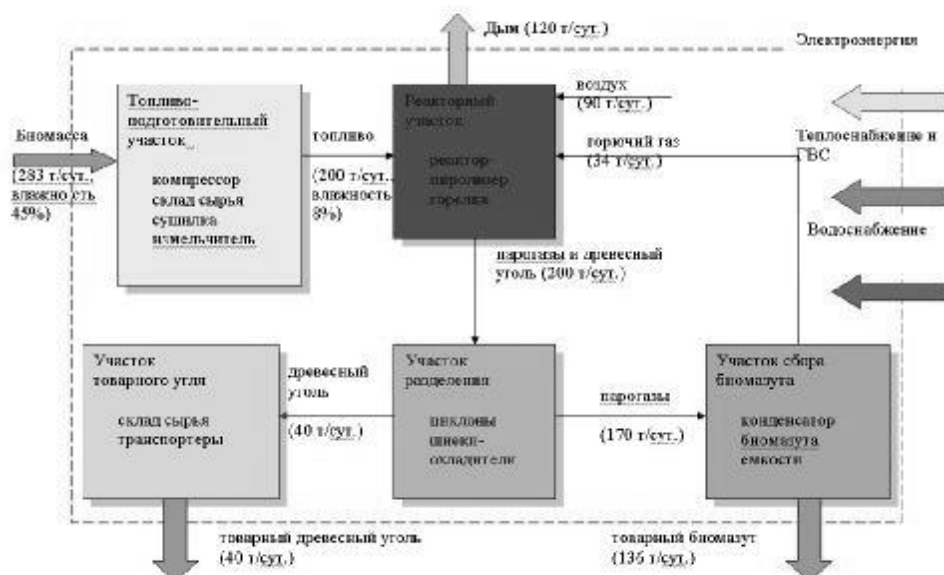 Дым (120 т/сут.)
Электроэнергия
Биомасса
(283 т/сут.,
влажность
45%)
Топливо-
подготовительный
участок
компрессор
склад сырья
сушилка
измельчитель
топливо
(200 т/сут.,
влажность
8%)
Реакторный
участок
реактор-
пиролизер
горелка
воздух
(90 т/сут.)
горючий газ
(34 т/сут.)
Теплоснабжение и
ГВС
Водоснабжение
парогазы и древесный
уголь (200 т/сут.)
Участок
товарного угля
склад сырья
транспортеры
древесный
уголь
(40 т/сут.)
Участок
разделения
циклоны
шнеки-
охладители
парогазы
(170 т/сут.)
Участок сбора
биомазута
конденсатор
биомазута
емкости
товарный древесный уголь
(40 т/сут.)
товарный биомазут
(136 т/сут.)